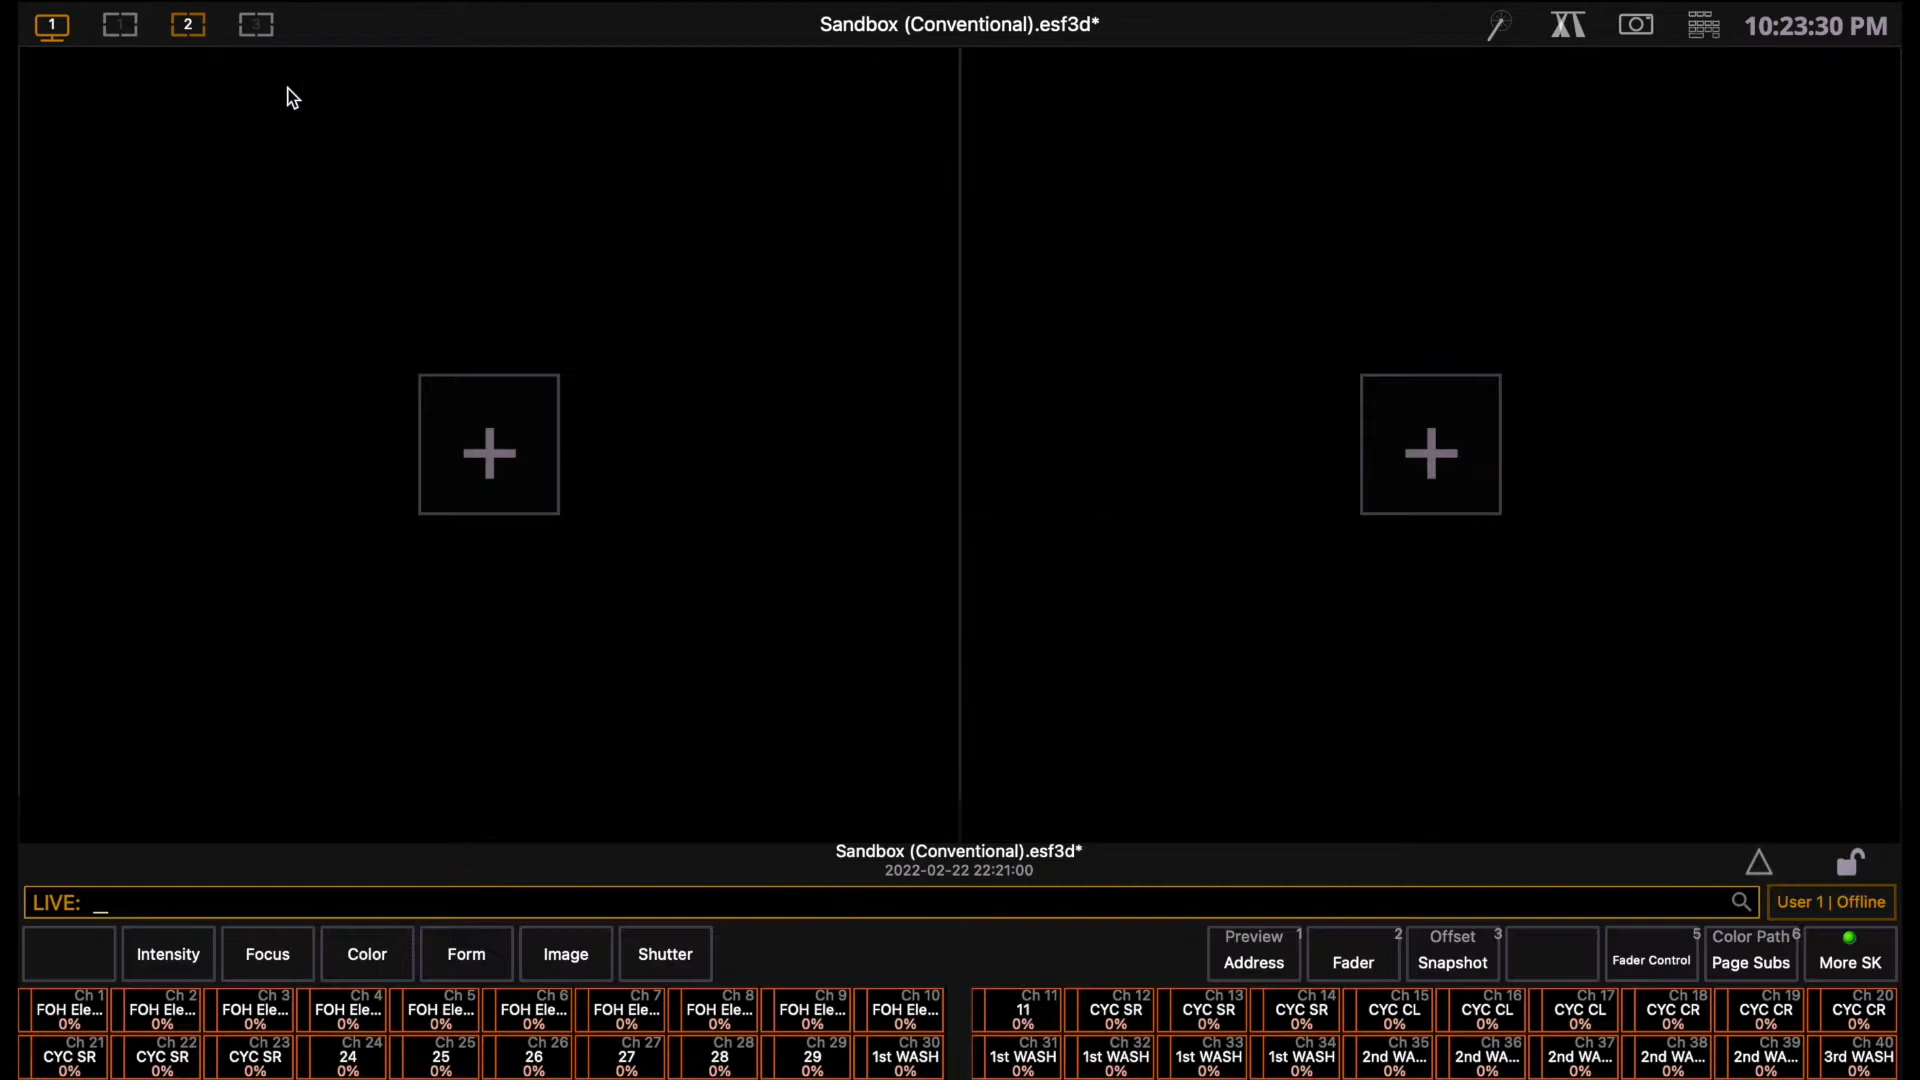 1
1
2
3
Sandbox (Conventional).esf3d*
10:23:30 PM
Sandbox (Conventional).esf3d*
2022-02-22 22:21:00
LIVE: _
User 1 | Offline
Intensity
Focus
Color
Form
Image
Shutter
Preview 1
Address
2
Fader
Offset 3
Snapshot
5
Fader Control
Color Path 6
Page Subs
More SK
Ch 1 Ch 2 Ch 3 Ch 4 Ch 5 Ch 6 Ch 7 Ch 8 Ch 9 Ch 10 Ch 11 Ch 12 Ch 13 Ch 14 Ch 15 Ch 16 Ch 17 Ch 18 Ch 19 Ch 20
FOH Ele... FOH Ele... FOH Ele... FOH Ele... FOH Ele... FOH Ele... FOH Ele... FOH Ele... FOH Ele... FOH Ele... 11 CYC SR CYC SR CYC SR CYC CL CYC CL CYC CL CYC CR CYC CR CYC CR
0% 0% 0% 0% 0% 0% 0% 0% 0% 0% 0% 0% 0% 0% 0% 0% 0% 0% 0% 0%
Ch 21 Ch 22 Ch 23 Ch 24 Ch 25 Ch 26 Ch 27 Ch 28 Ch 29 Ch 30 Ch 31 Ch 32 Ch 33 Ch 34 Ch 35 Ch 36 Ch 37 Ch 38 Ch 39 Ch 40
CYC SR CYC SR CYC SR 24 25 26 27 28 29 1st WASH 1st WASH 1st WASH 1st WASH 1st WASH 2nd WA... 2nd WA... 2nd WA... 2nd WA... 2nd WA... 3rd WASH
0% 0% 0% 0% 0% 0% 0% 0% 0% 0% 0% 0% 0% 0% 0% 0% 0% 0% 0% 0%